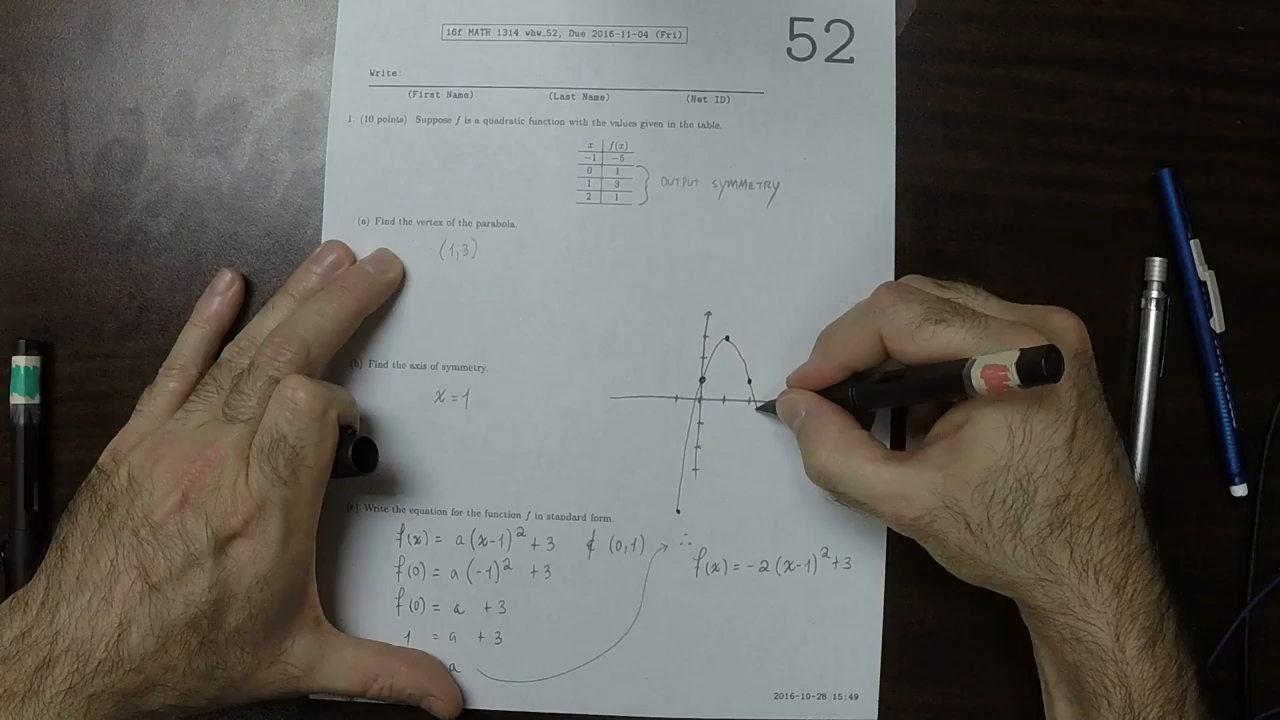 16f MATH 1314 whw.52, Due 2016-11-04 (Fri)
52
Write:
(First Name) (Last Name) (Net ID)
1. (10 points) Suppose f is a quadratic function with the values given in the table.
x f(x)
-1 -5
0 1
1 3
2 1
OUTPUT SYMMETRY
(a) Find the vertex of the parabola.
(1,3)
(b) Find the axis of symmetry.
x = 1
(c) Write the equation for the function f in standard form.
f(x) = a(x-1)² + 3 ¢ (0,1) ∴
f(0) = a(-1)² + 3 f(x) = -2(x-1)² + 3
f(0) = a + 3
1 = a + 3
a
2016-10-28 15:49